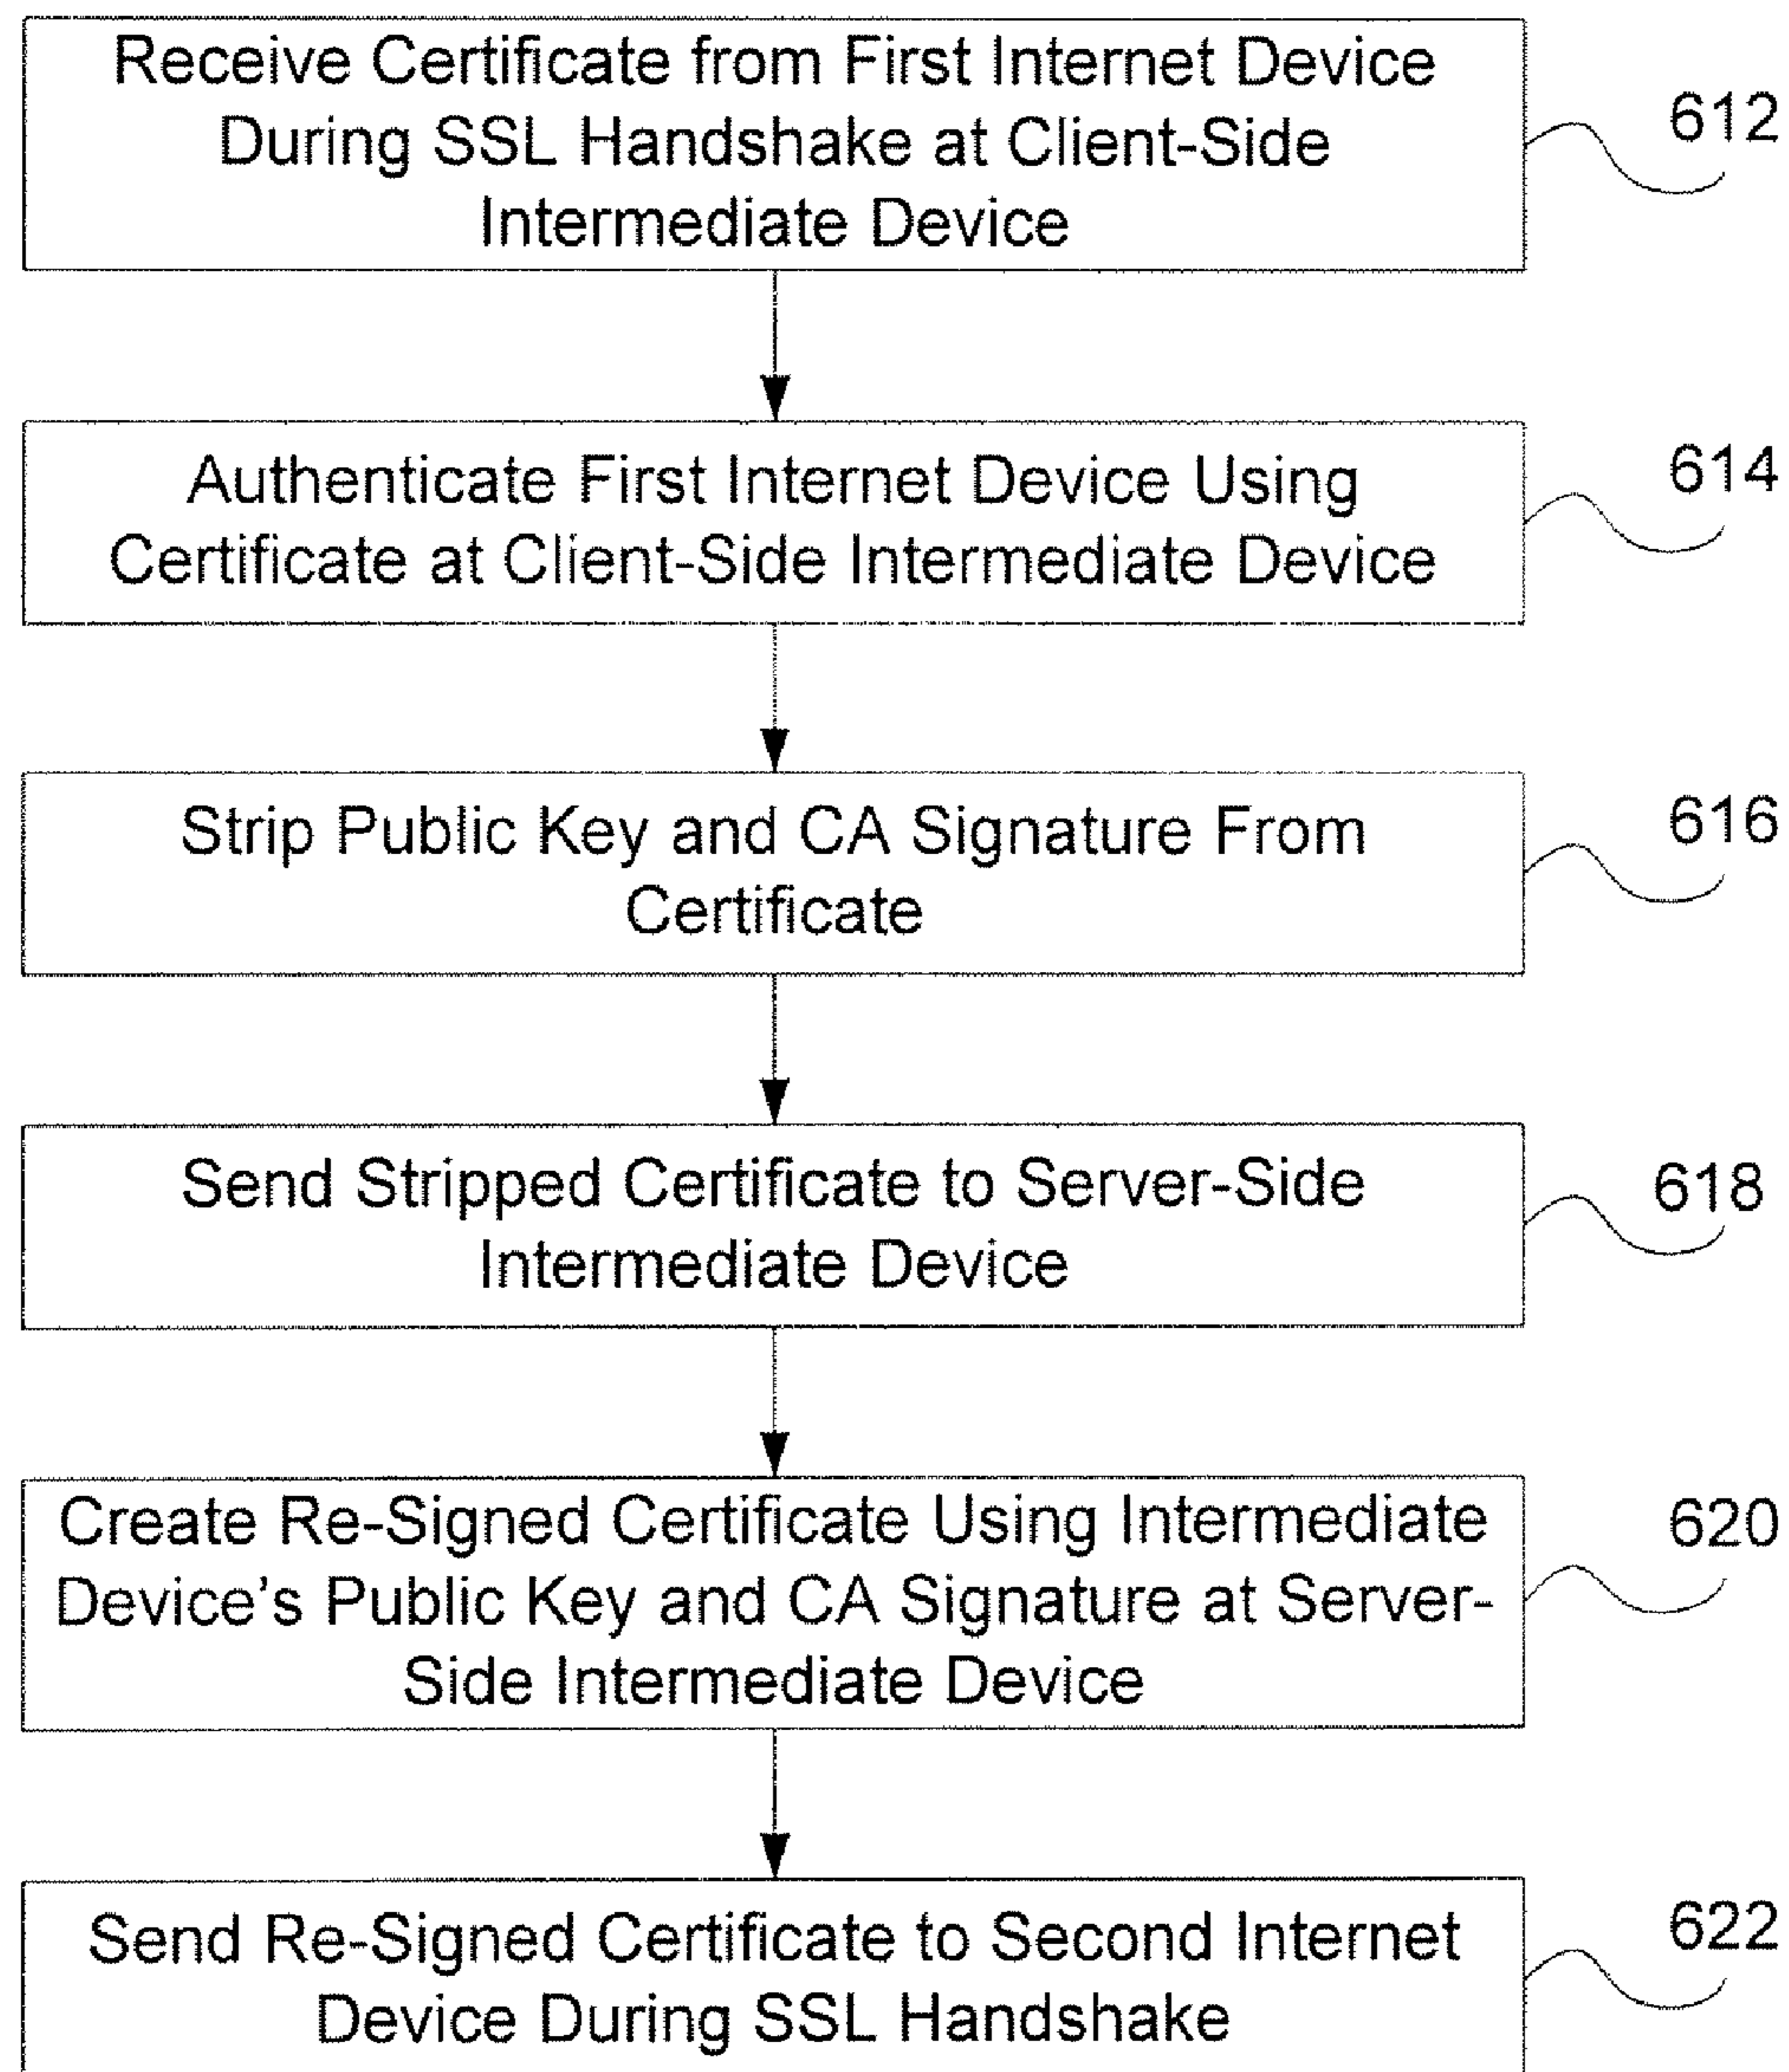 Receive Certificate from First Internet Device
During SSL Handshake at Client-Side
Intermediate Device
612
Authenticate First Internet Device Using
Certificate at Client-Side Intermediate Device
614
Strip Public Key and CA Signature From
Certificate
616
Send Stripped Certificate to Server-Side
Intermediate Device
618
Create Re-Signed Certificate Using Intermediate
Device's Public Key and CA Signature at Server-
Side Intermediate Device
620
Send Re-Signed Certificate to Second Internet
Device During SSL Handshake
622